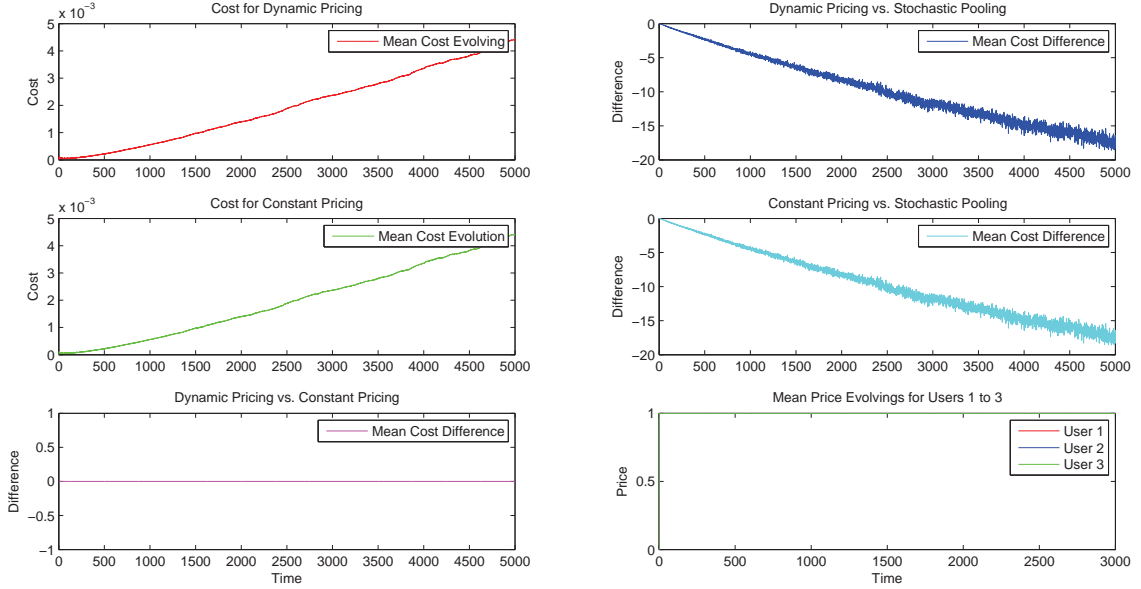 Cost for Dynamic Pricing
x 10⁻³
Mean Cost Evolving
Cost
5
4
3
2
1
0
0 500 1000 1500 2000 2500 3000 3500 4000 4500 5000
Dynamic Pricing vs. Stochastic Pooling
Mean Cost Difference
Difference
0
−5
−10
−15
−20
0 500 1000 1500 2000 2500 3000 3500 4000 4500 5000
Cost for Constant Pricing
x 10⁻³
Mean Cost Evolution
Cost
5
4
3
2
1
0
0 500 1000 1500 2000 2500 3000 3500 4000 4500 5000
Constant Pricing vs. Stochastic Pooling
Mean Cost Difference
Difference
0
−5
−10
−15
−20
0 500 1000 1500 2000 2500 3000 3500 4000 4500 5000
Dynamic Pricing vs. Constant Pricing
Mean Cost Difference
Difference
1
0.5
0
−0.5
−1
0 500 1000 1500 2000 2500 3000 3500 4000 4500 5000
Time
Mean Price Evolvings for Users 1 to 3
User 1
User 2
User 3
Price
1
0.5
0
0 500 1000 1500 2000 2500 3000
Time